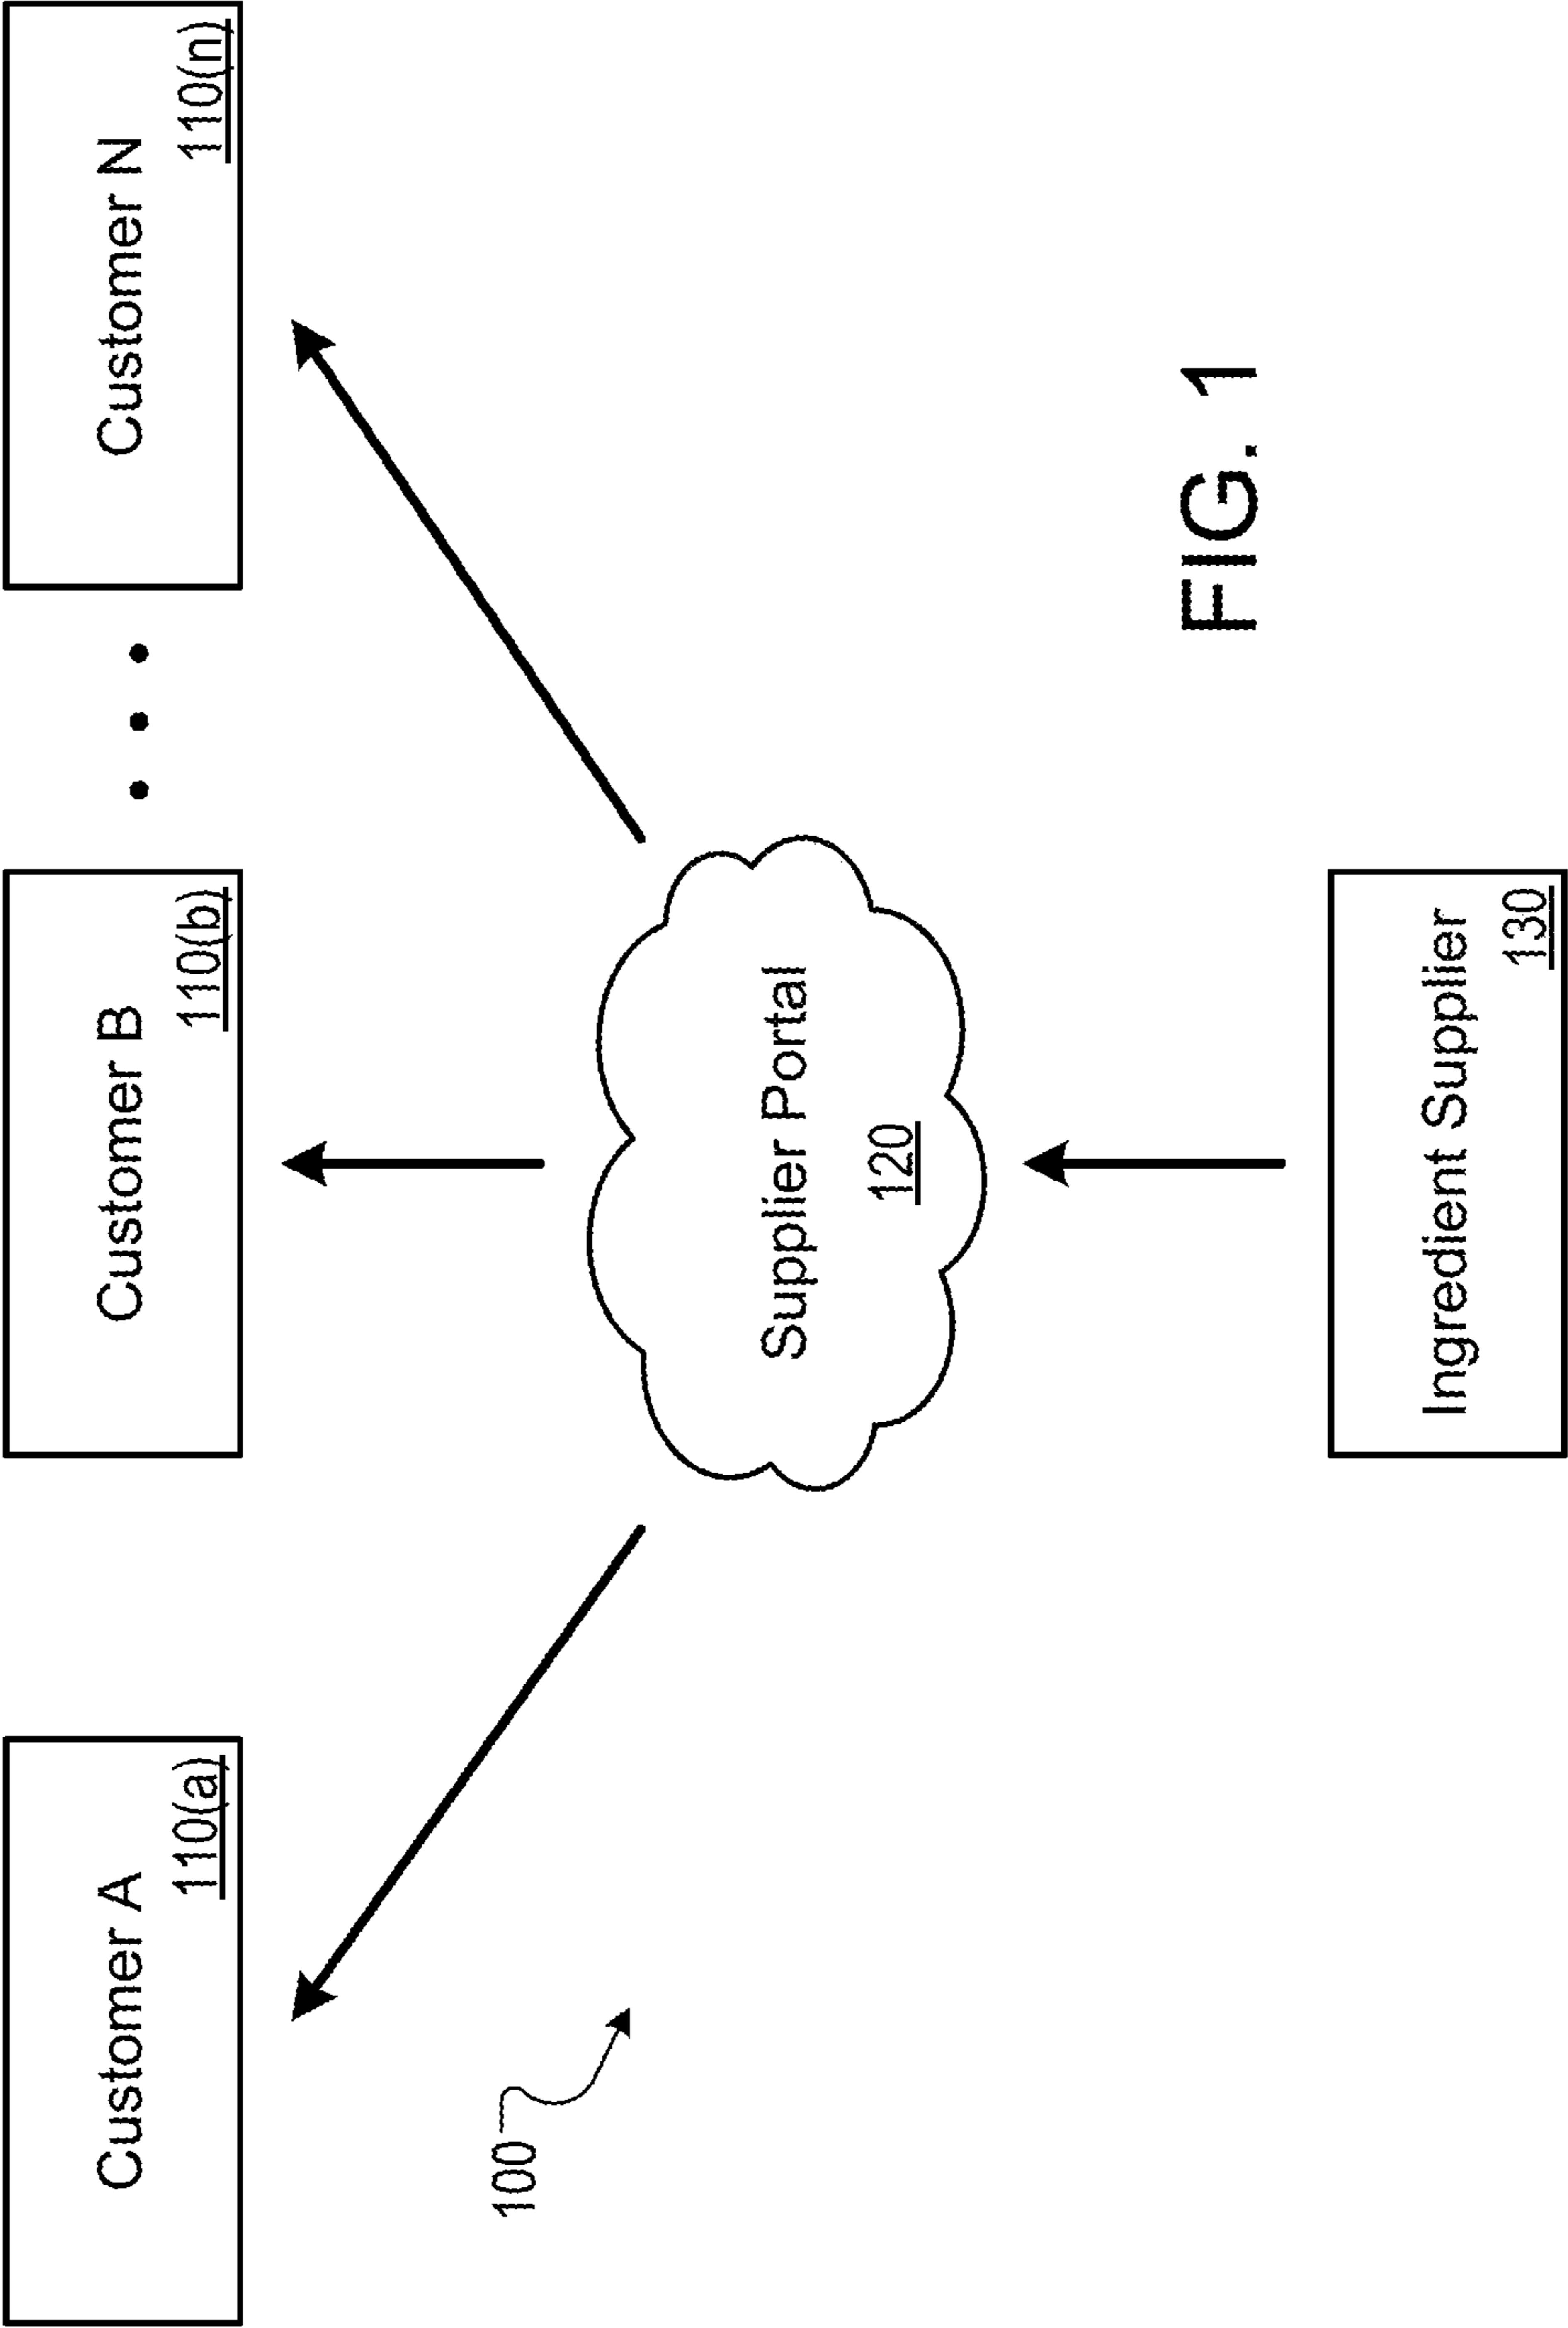 Customer A
110(a)
Customer B
110(b)
Customer N
110(n)
100
Supplier Portal
120
Ingredient Supplier
130
FIG. 1